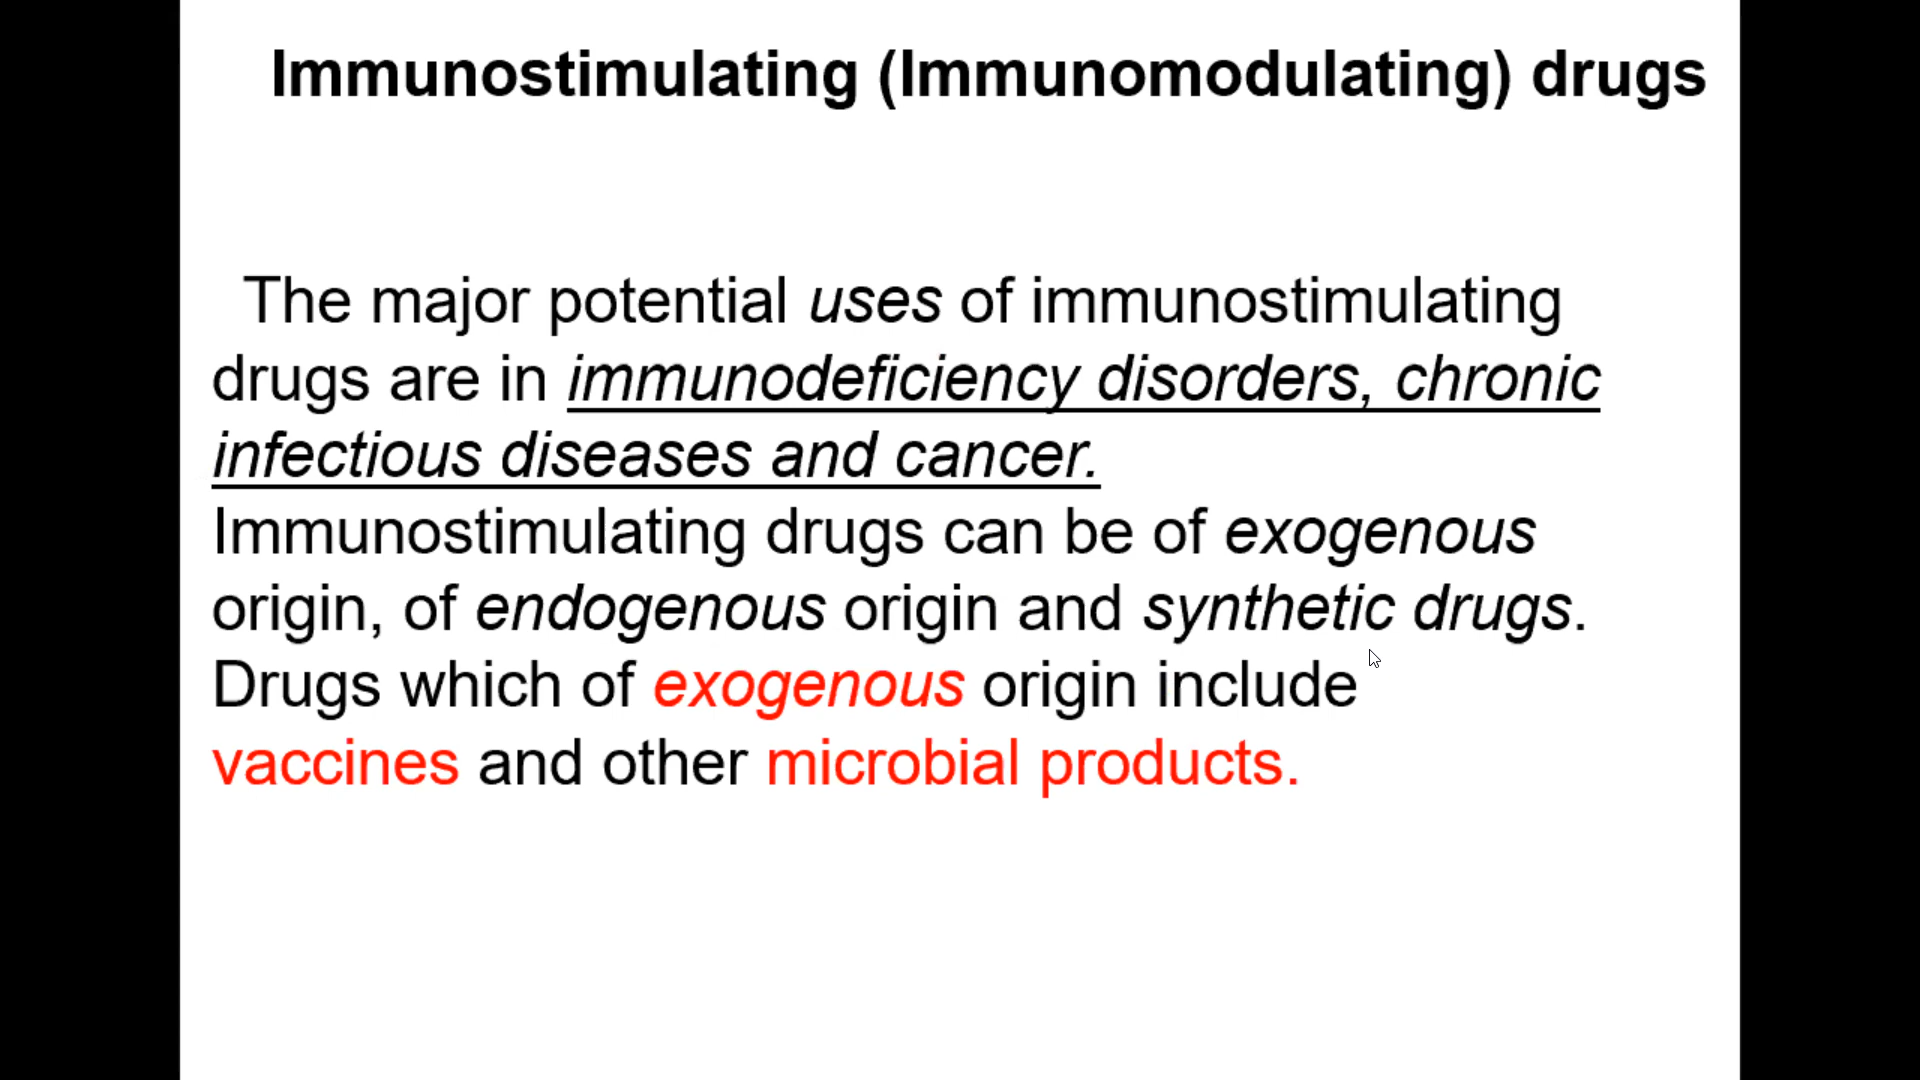 Immunostimulating (Immunomodulating) drugs
The major potential uses of immunostimulating
drugs are in immunodeficiency disorders, chronic
infectious diseases and cancer.
Immunostimulating drugs can be of exogenous
origin, of endogenous origin and synthetic drugs.
Drugs which of exogenous origin include
vaccines and other microbial products.